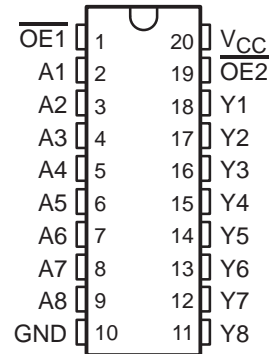 OE1 1 20 VCC
A1 2 19 OE2
A2 3 18 Y1
A3 4 17 Y2
A4 5 16 Y3
A5 6 15 Y4
A6 7 14 Y5
A7 8 13 Y6
A8 9 12 Y7
GND 10 11 Y8